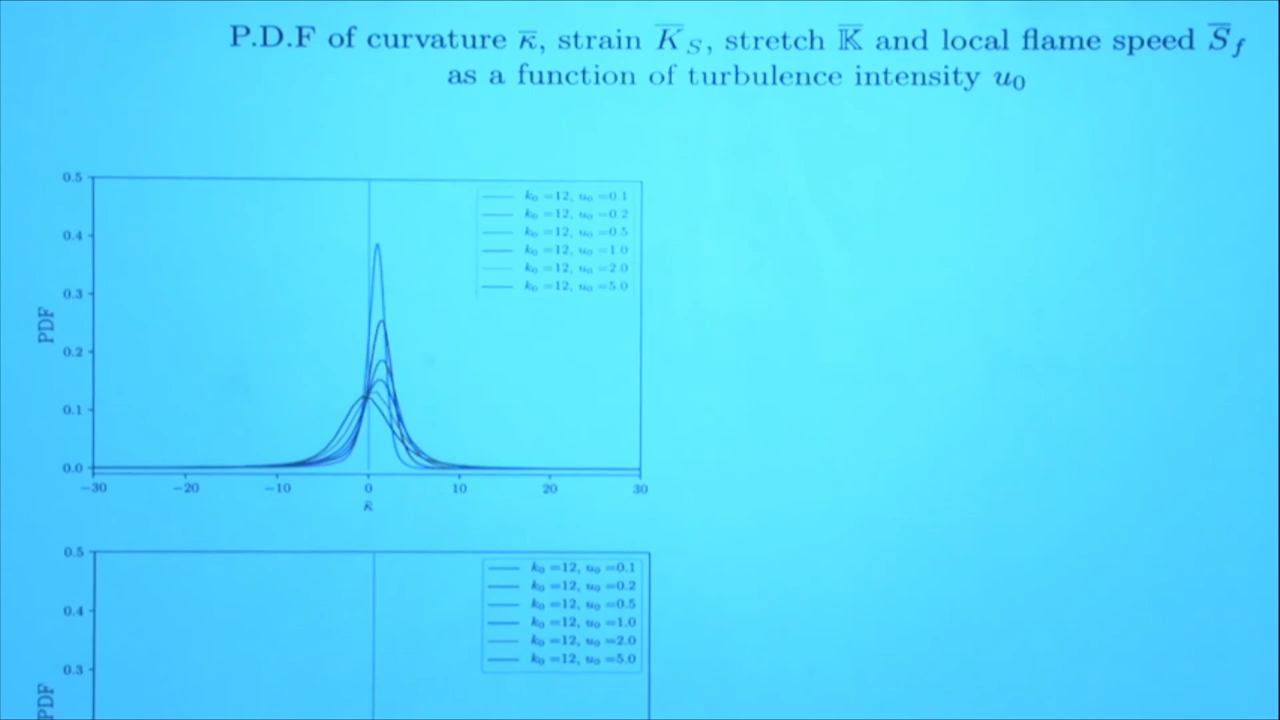 P.D.F of curvature κ̅, strain K̅_S, stretch 𝕂̅ and local flame speed S̅_f
as a function of turbulence intensity u₀
0.5
0.4
0.3
0.2
0.1
0.0
PDF
k₀ =12, u₀ =0.1
k₀ =12, u₀ =0.2
k₀ =12, u₀ =0.5
k₀ =12, u₀ =1.0
k₀ =12, u₀ =2.0
k₀ =12, u₀ =5.0
−30 −20 −10 0 10 20 30
κ̅
0.5
0.4
0.3
PDF
k₀ =12, u₀ =0.1
k₀ =12, u₀ =0.2
k₀ =12, u₀ =0.5
k₀ =12, u₀ =1.0
k₀ =12, u₀ =2.0
k₀ =12, u₀ =5.0